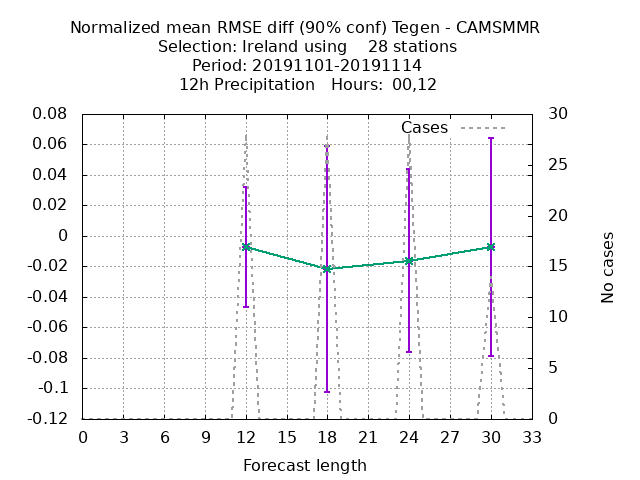 Normalized mean RMSE diff (90% conf) Tegen - CAMSMMR
Selection: Ireland using 28 stations
Period: 20191101-20191114
12h Precipitation Hours: 00,12
Cases
0.08
0.06
0.04
0.02
0
-0.02
-0.04
-0.06
-0.08
-0.1
-0.12
30
25
20
15
10
5
0
No cases
0 3 6 9 12 15 18 21 24 27 30 33
Forecast length